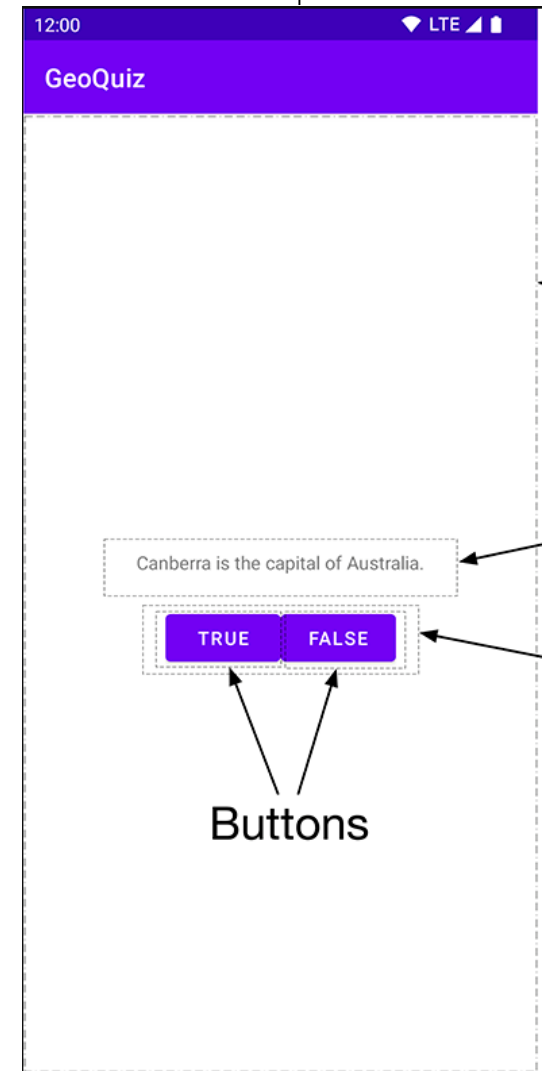 12:00 LTE
GeoQuiz
Canberra is the capital of Australia.
TRUE FALSE
Buttons